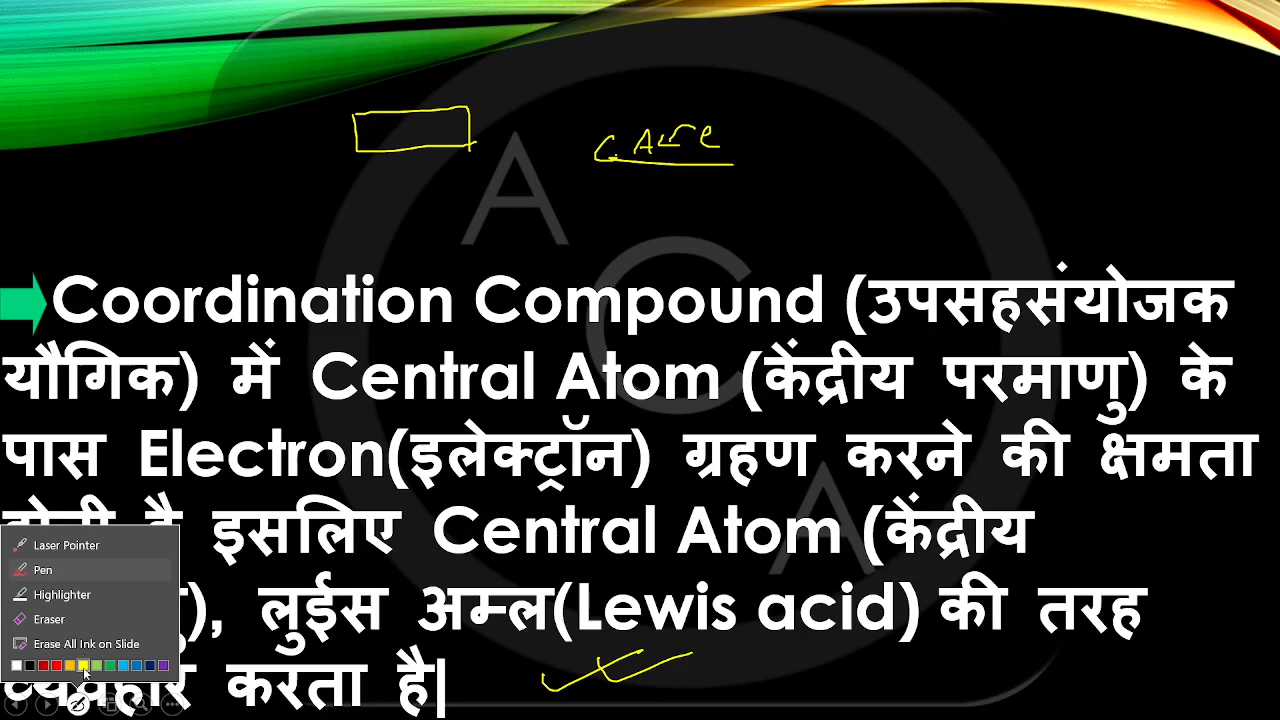 A C A
Coordination Compound (उपसहसंयोजक
यौगिक) में Central Atom (केंद्रीय परमाणु) के
पास Electron(इलेक्ट्रॉन) ग्रहण करने की क्षमता
है इसलिए Central Atom (केंद्रीय
), लुईस अम्ल(Lewis acid) की तरह
व्यवहार करता है|
Laser Pointer
Pen
Highlighter
Eraser
Erase All Ink on Slide